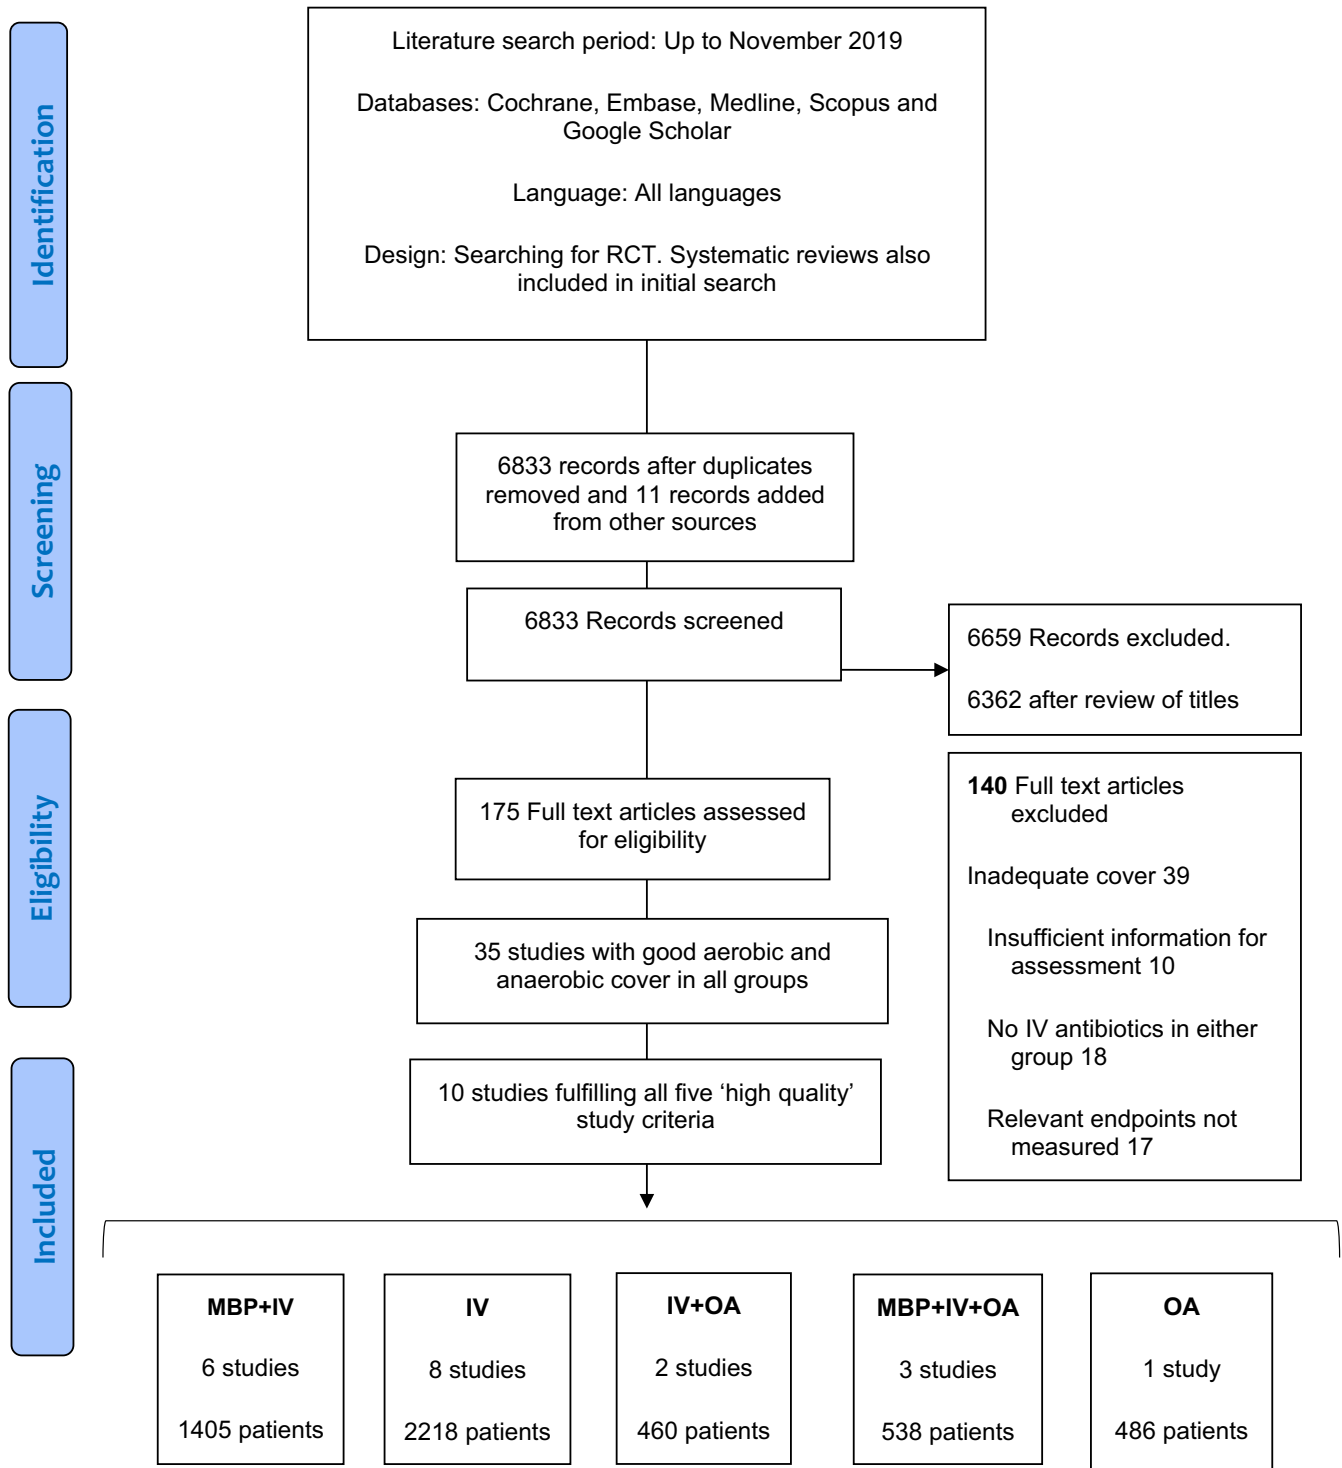 Identification
Literature search period: Up to November 2019
Databases: Cochrane, Embase, Medline, Scopus and
Google Scholar
Language: All languages
Design: Searching for RCT. Systematic reviews also
included in initial search
Screening
6833 records after duplicates
removed and 11 records added
from other sources
6833 Records screened
6659 Records excluded.
6362 after review of titles
Eligibility
175 Full text articles assessed
for eligibility
140 Full text articles
excluded
Inadequate cover 39
Insufficient information for
assessment 10
No IV antibiotics in either
group 18
Relevant endpoints not
measured 17
35 studies with good aerobic and
anaerobic cover in all groups
Included
10 studies fulfilling all five ‘high quality’
study criteria
MBP+IV
6 studies
1405 patients
IV
8 studies
2218 patients
IV+OA
2 studies
460 patients
MBP+IV+OA
3 studies
538 patients
OA
1 study
486 patients